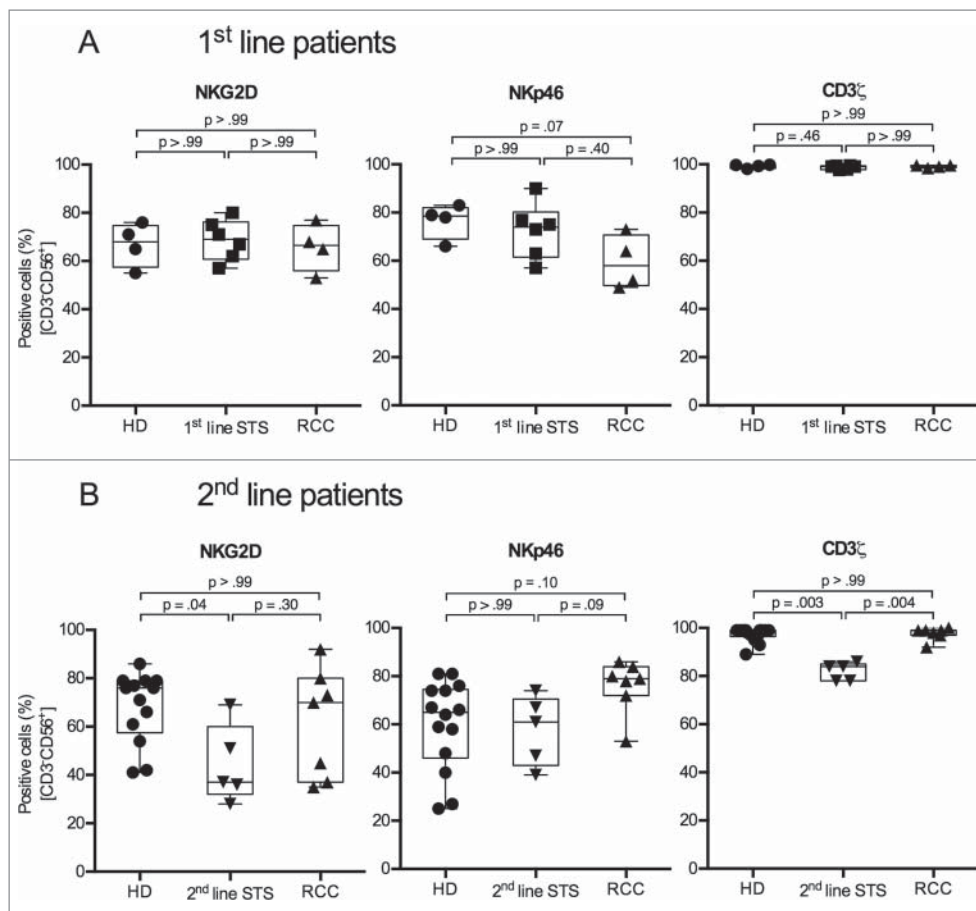 A 1st line patients
NKG2D
NKp46
CD3ζ
p > .99
p > .99 p > .99
p = .07
p > .99 p = .40
p > .99
p = .46 p > .99
Positive cells (%)
[CD3-CD56+]
100
80
60
40
20
0
HD 1st line STS RCC
100
80
60
40
20
0
HD 1st line STS RCC
100
80
60
40
20
0
HD 1st line STS RCC
B 2nd line patients
NKG2D
NKp46
CD3ζ
p > .99
p = .04 p = .30
p = .10
p > .99 p = .09
p > .99
p = .003 p = .004
Positive cells (%)
[CD3-CD56+]
100
80
60
40
20
0
HD 2nd line STS RCC
100
80
60
40
20
0
HD 2nd line STS RCC
100
80
60
40
20
0
HD 2nd line STS RCC